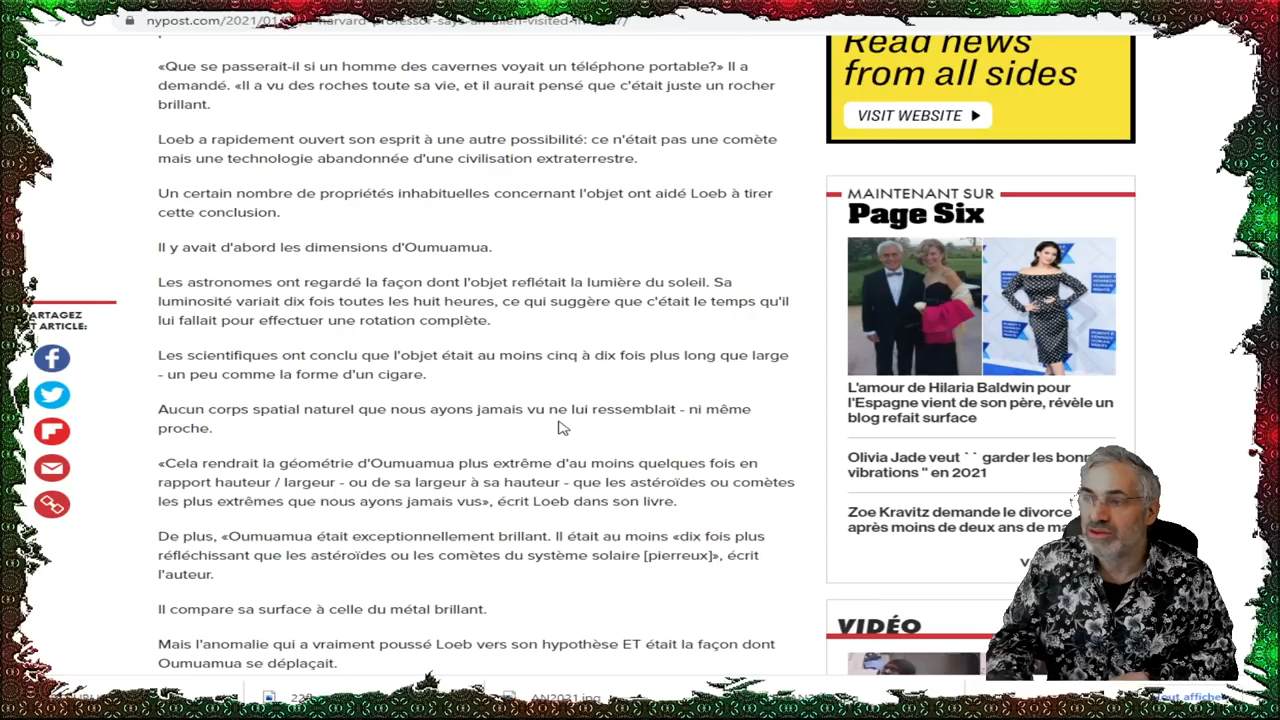 nypost.com/2021/01
«Que se passerait-il si un homme des cavernes voyait un téléphone portable?» Il a
demandé. «Il a vu des roches toute sa vie, et il aurait pensé que c'était juste un rocher
brillant.
Loeb a rapidement ouvert son esprit à une autre possibilité: ce n'était pas une comète
mais une technologie abandonnée d'une civilisation extraterrestre.
Un certain nombre de propriétés inhabituelles concernant l'objet ont aidé Loeb à tirer
cette conclusion.
Il y avait d'abord les dimensions d'Oumuamua.
Les astronomes ont regardé la façon dont l'objet reflétait la lumière du soleil. Sa
luminosité variait dix fois toutes les huit heures, ce qui suggère que c'était le temps qu'il
lui fallait pour effectuer une rotation complète.
Les scientifiques ont conclu que l'objet était au moins cinq à dix fois plus long que large
- un peu comme la forme d'un cigare.
Aucun corps spatial naturel que nous ayons jamais vu ne lui ressemblait - ni même
proche.
«Cela rendrait la géométrie d'Oumuamua plus extrême d'au moins quelques fois en
rapport hauteur / largeur - ou de sa largeur à sa hauteur - que les astéroïdes ou comètes
les plus extrêmes que nous ayons jamais vus», écrit Loeb dans son livre.
De plus, «Oumuamua était exceptionnellement brillant. Il était au moins «dix fois plus
réfléchissant que les astéroïdes ou les comètes du système solaire [pierreux]», écrit
l'auteur.
Il compare sa surface à celle du métal brillant.
Mais l'anomalie qui a vraiment poussé Loeb vers son hypothèse ET était la façon dont
Oumuamua se déplaçait.
ARTAGEZ
ET ARTICLE:
Read news
from all sides
VISIT WEBSITE
MAINTENANT SUR
Page Six
L'amour de Hilaria Baldwin pour
l'Espagne vient de son père, révèle un
blog refait surface
Olivia Jade veut `` garder les bonn
vibrations '' en 2021
Zoe Kravitz demande le divorce
après moins de deux ans de ma
VIDÉO
AN2021.jpg
Tout affiche